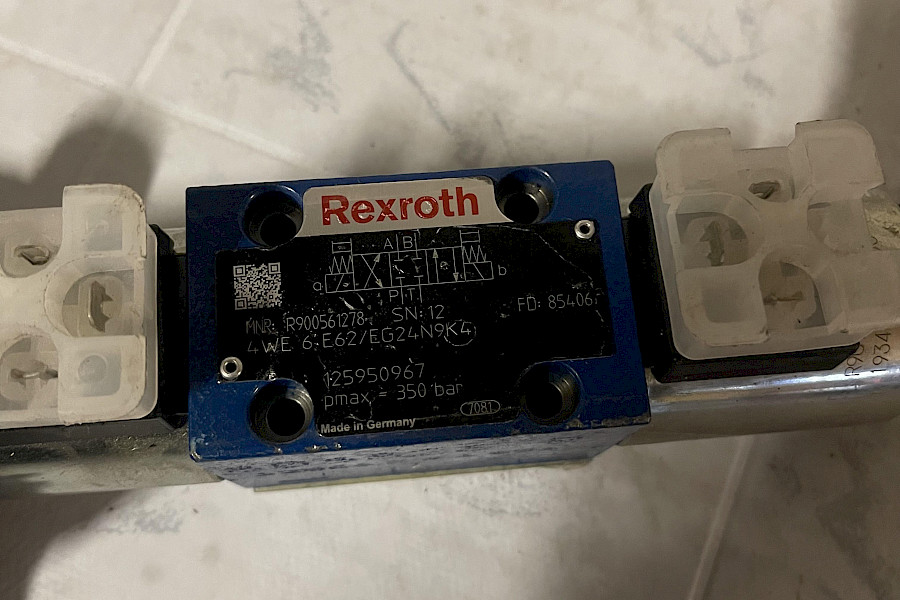 Rexroth
A B
a b
P T
MNR: R900561278 SN: 12 FD: 85406
4WE 6 E62/EG24N9K4
125950967
pmax = 350 bar
7081
Made in Germany
1934